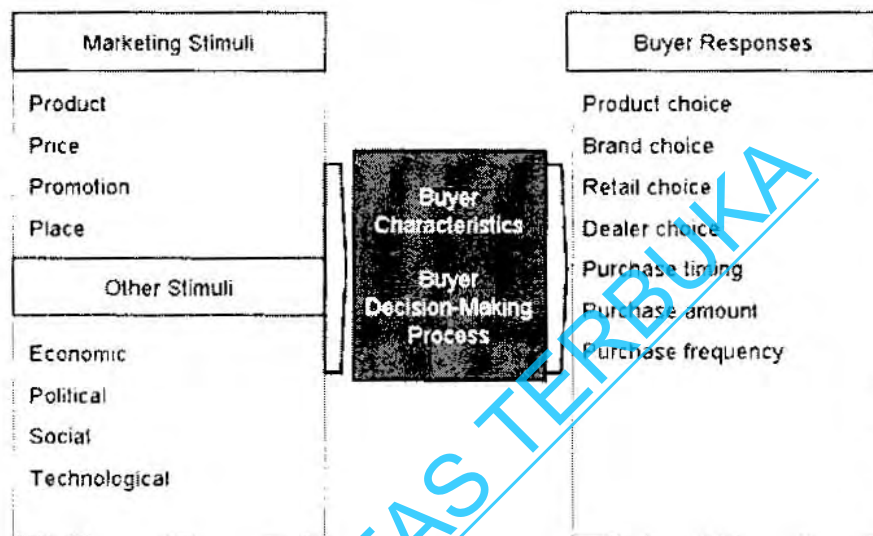 Marketing Stimuli
Product
Price
Promotion
Place
Other Stimuli
Economic
Political
Social
Technological
Buyer
Characteristics
Buyer
Decision-Making
Process
Buyer Responses
Product choice
Brand choice
Retail choice
Dealer choice
Purchase timing
Purchase amount
Purchase frequency
TAS TERBUKA